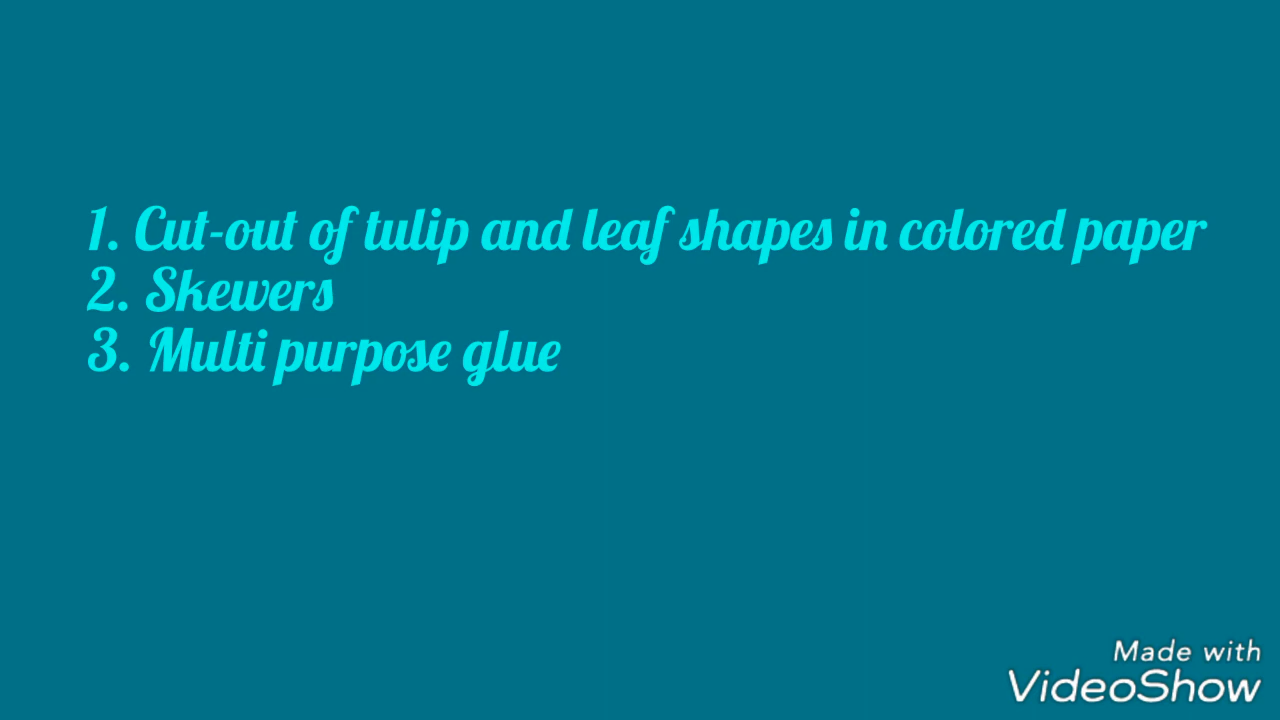 1. Cut-out of tulip and leaf shapes in colored paper
2. Skewers
3. Multi purpose glue
Made with
VideoShow